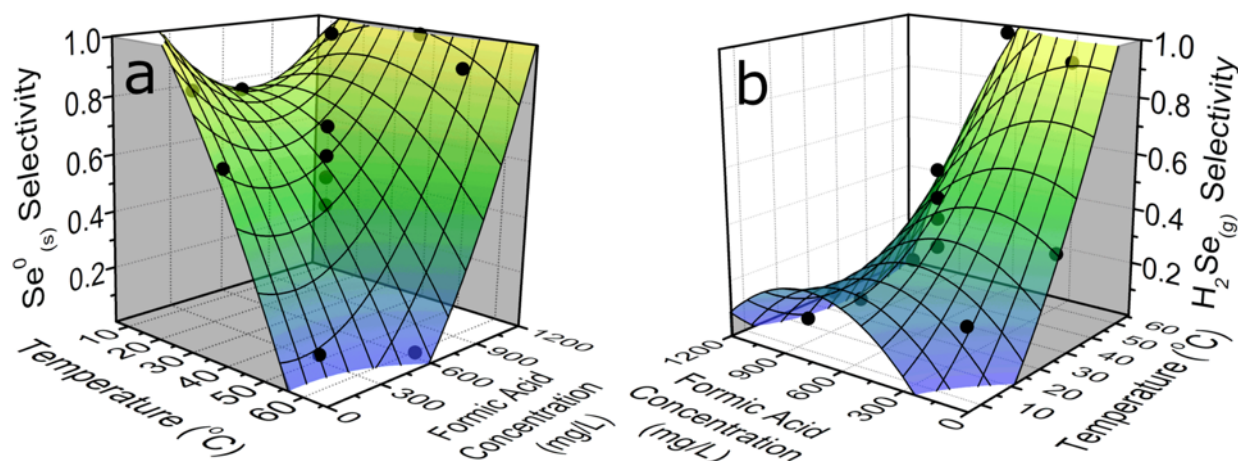 a
1.0
0.8
0.6
0.4
0.2
Se⁰(s) Selectivity
10
20
30
40
50
60
Temperature (°C)
0
300
600
900
1200
Formic Acid
Concentration
(mg/L)
b
1.0
0.8
0.6
0.4
0.2
H₂Se(g) Selectivity
1200
900
600
300
0
Formic Acid
Concentration
(mg/L)
10
20
30
40
50
60
Temperature (°C)